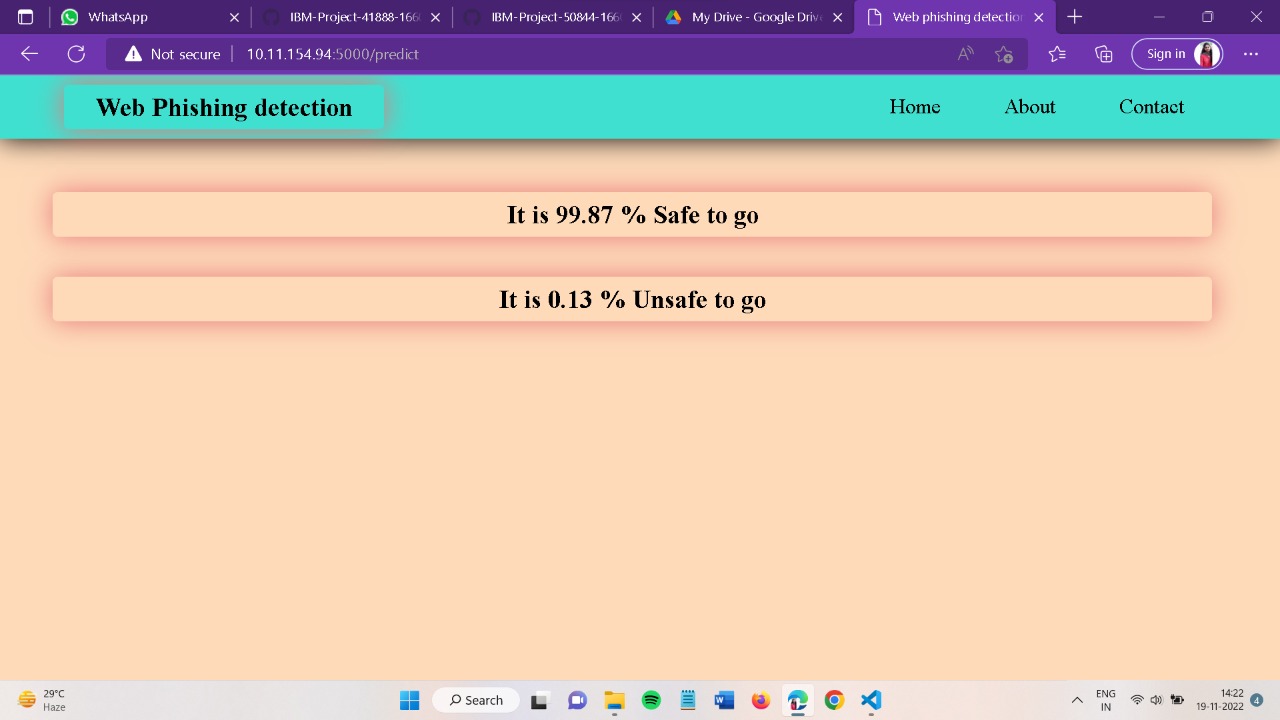 WhatsApp
IBM-Project-41888-166
IBM-Project-50844-166
My Drive - Google Driv
Web phishing detection
Not secure
10.11.154.94:5000/predict
Sign in
Web Phishing detection
Home
About
Contact
It is 99.87 % Safe to go
It is 0.13 % Unsafe to go
29°C
Haze
Search
ENG
IN
14:22
19-11-2022
4